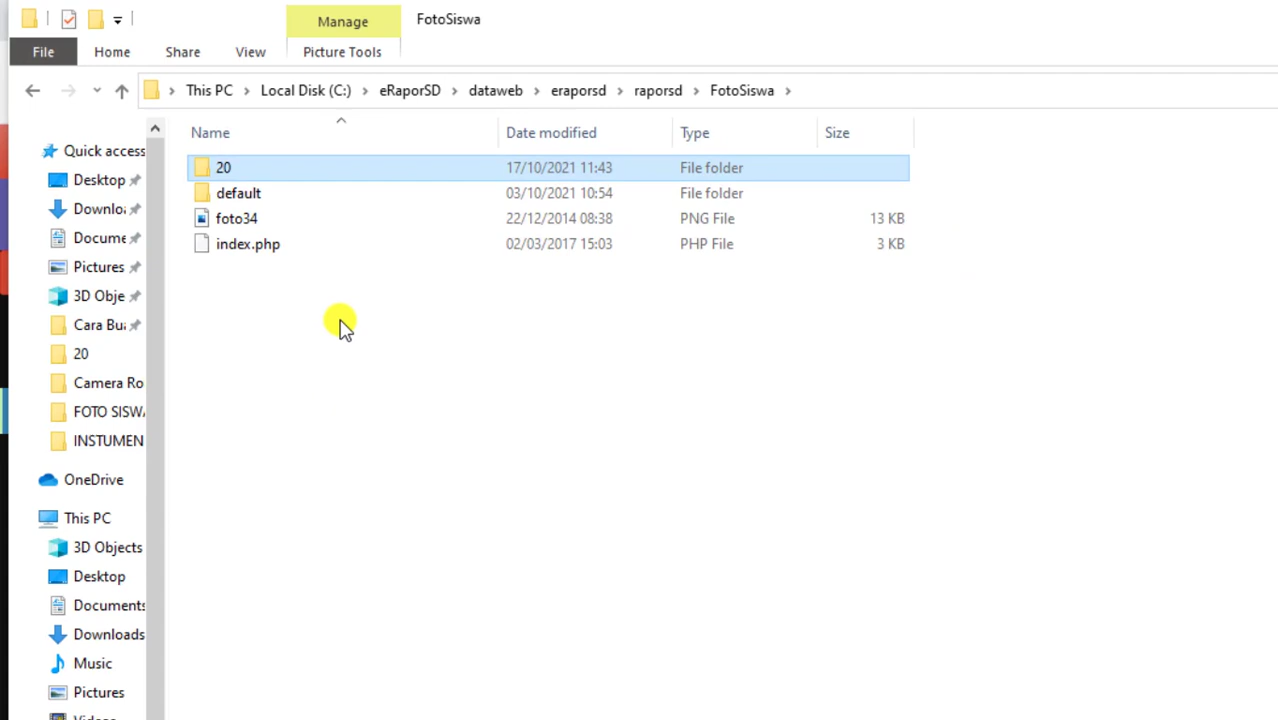 Manage
FotoSiswa
File
Home
Share
View
Picture Tools
This PC
Local Disk (C:)
eRaporSD
dataweb
eraporsd
raporsd
FotoSiswa
Name
Date modified
Type
Size
20
17/10/2021 11:43
File folder
default
03/10/2021 10:54
File folder
foto34
22/12/2014 08:38
PNG File
13 KB
index.php
02/03/2017 15:03
PHP File
3 KB
Quick access
Desktop
Downlo
Docume
Pictures
3D Obje
Cara Bu
20
Camera Ro
FOTO SISW
INSTUMEN
OneDrive
This PC
3D Objects
Desktop
Documents
Downloads
Music
Pictures
Videos